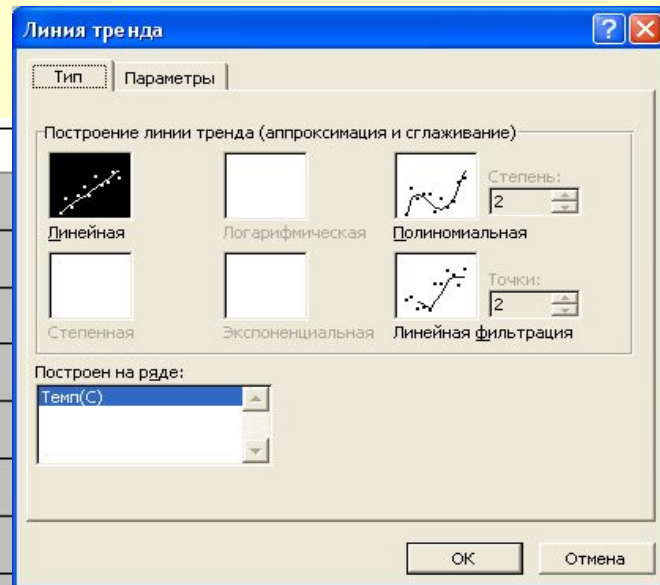 Линия тренда
Тип
Параметры
Построение линии тренда (аппроксимация и сглаживание)
Линейная
Логарифмическая
Полиномиальная
Степень:
2
Степенная
Экспоненциальная
Линейная фильтрация
Точки:
2
Построен на ряде:
Темп(С)
ОК
Отмена